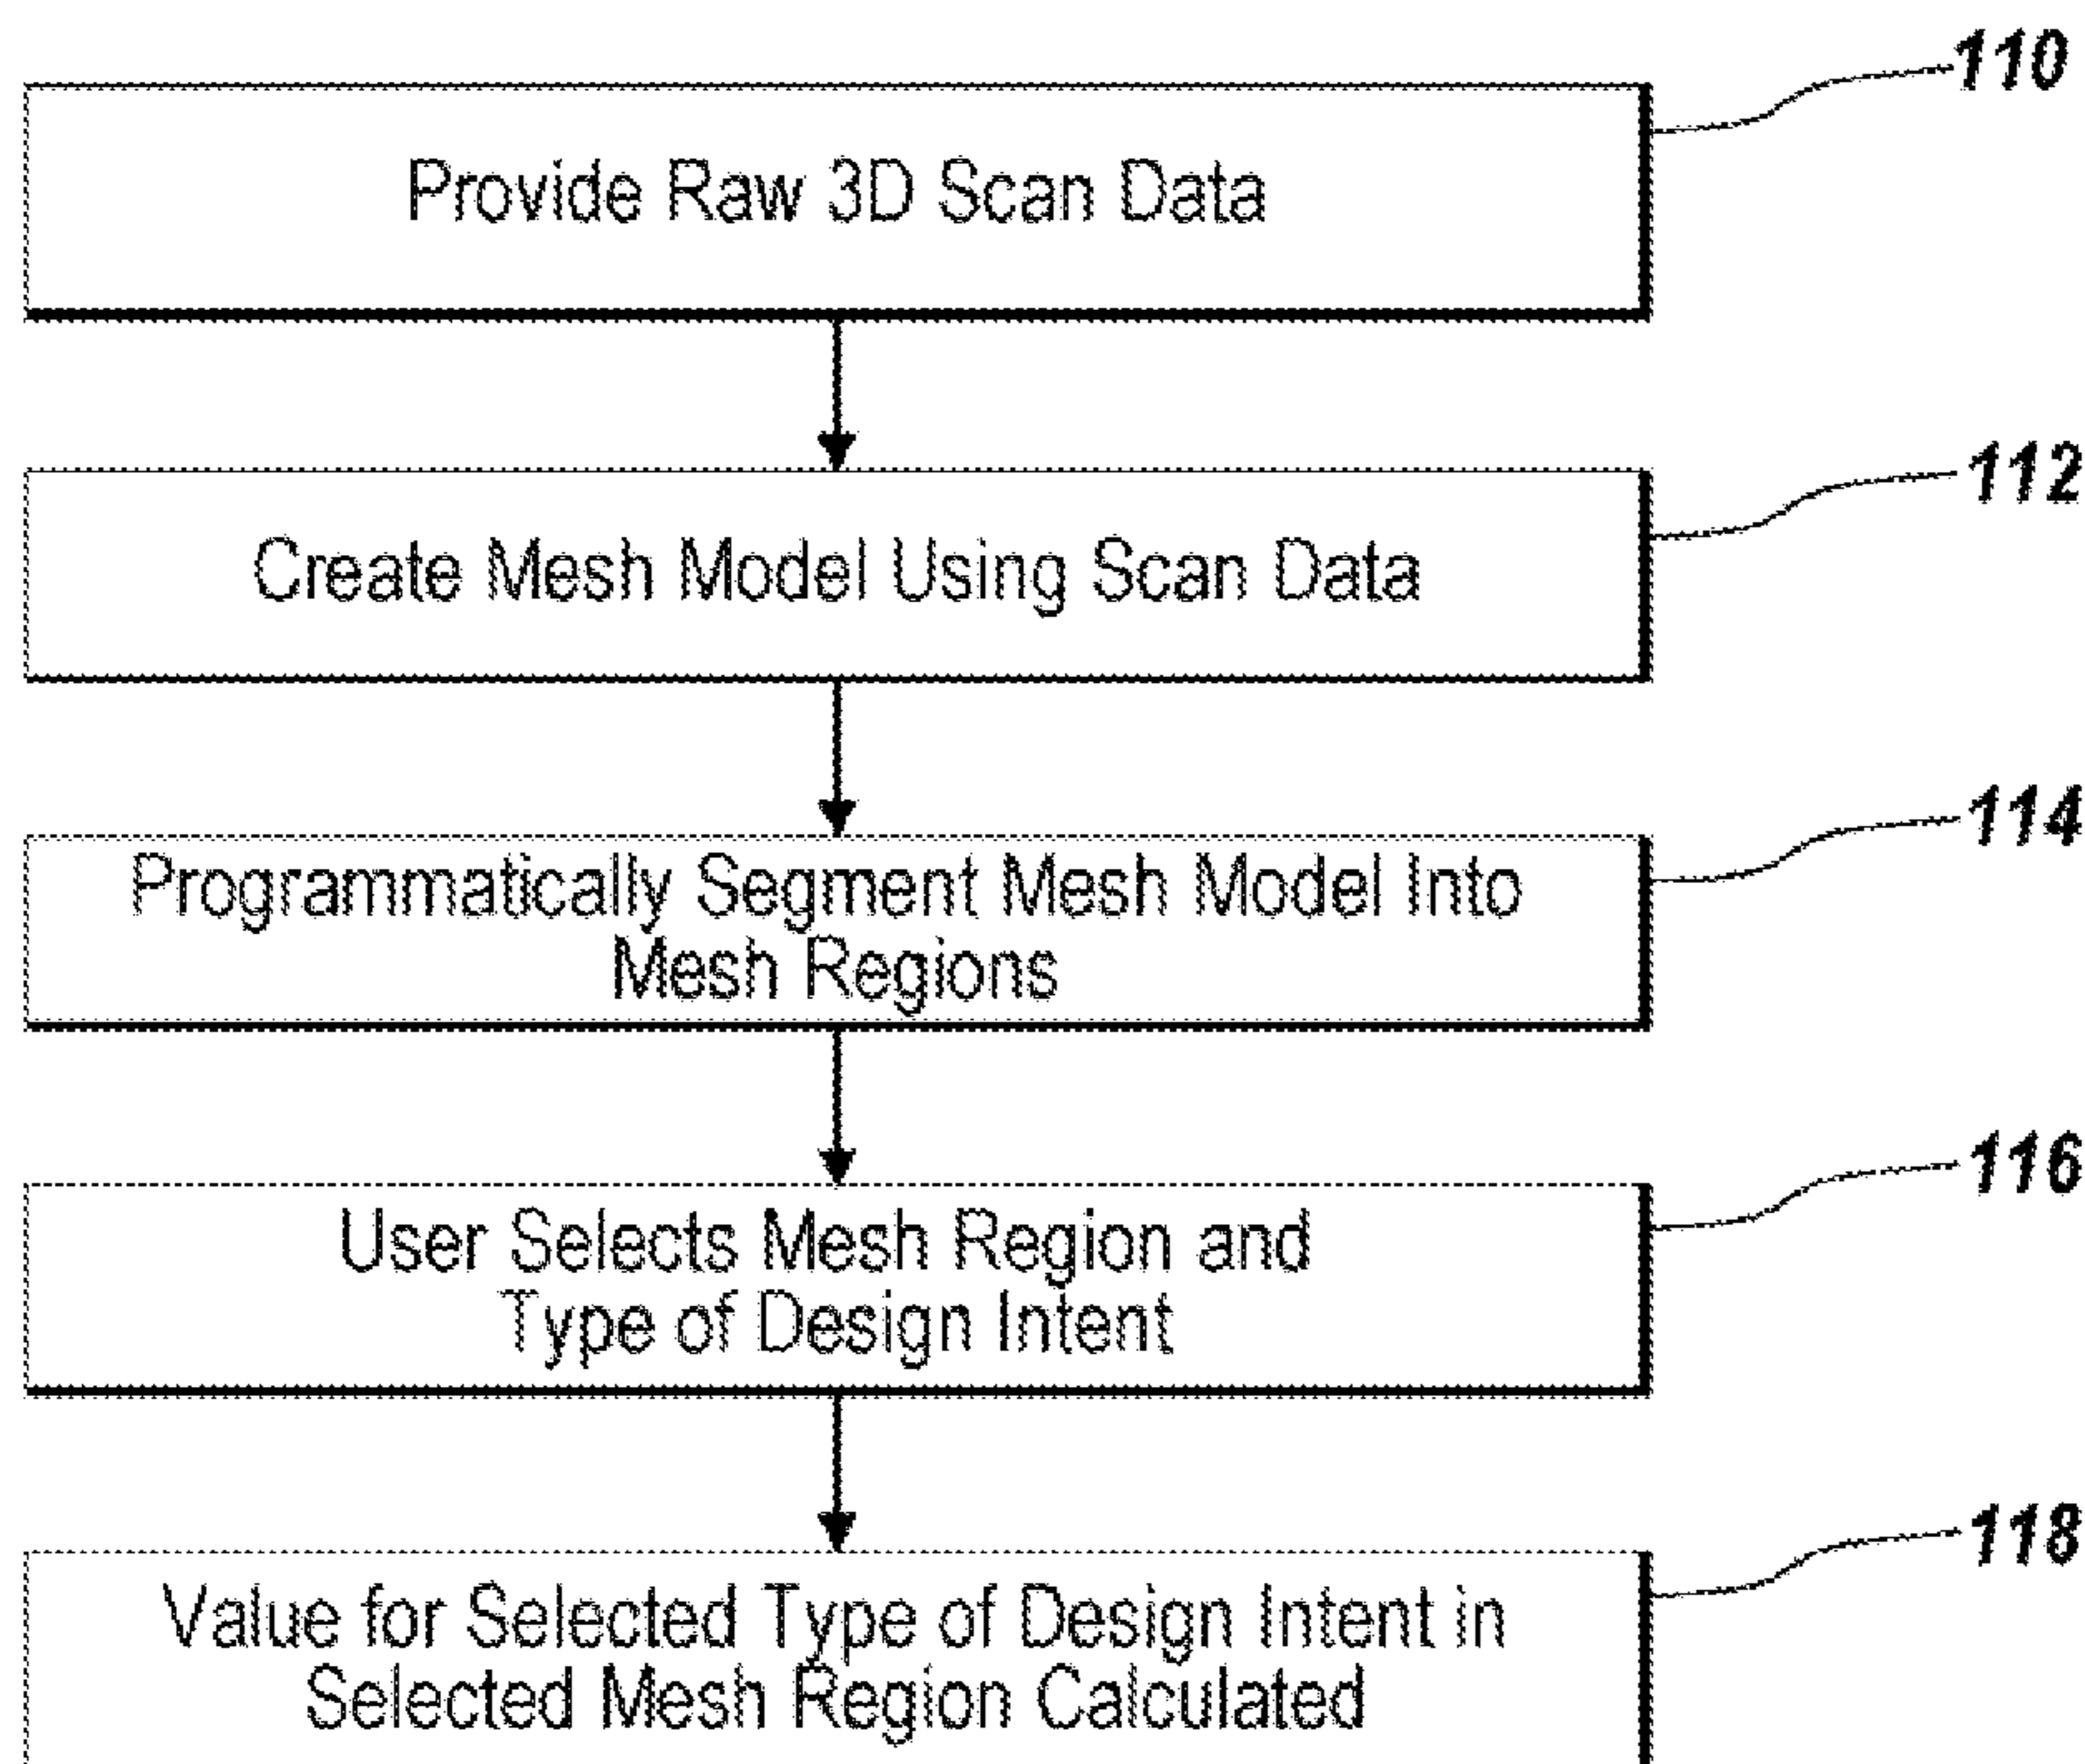 110
Provide Raw 3D Scan Data
112
Create Mesh Model Using Scan Data
114
Programmatically Segment Mesh Model Into
Mesh Regions
116
User Selects Mesh Region and
Type of Design Intent
118
Value for Selected Type of Design Intent in
Selected Mesh Region Calculated